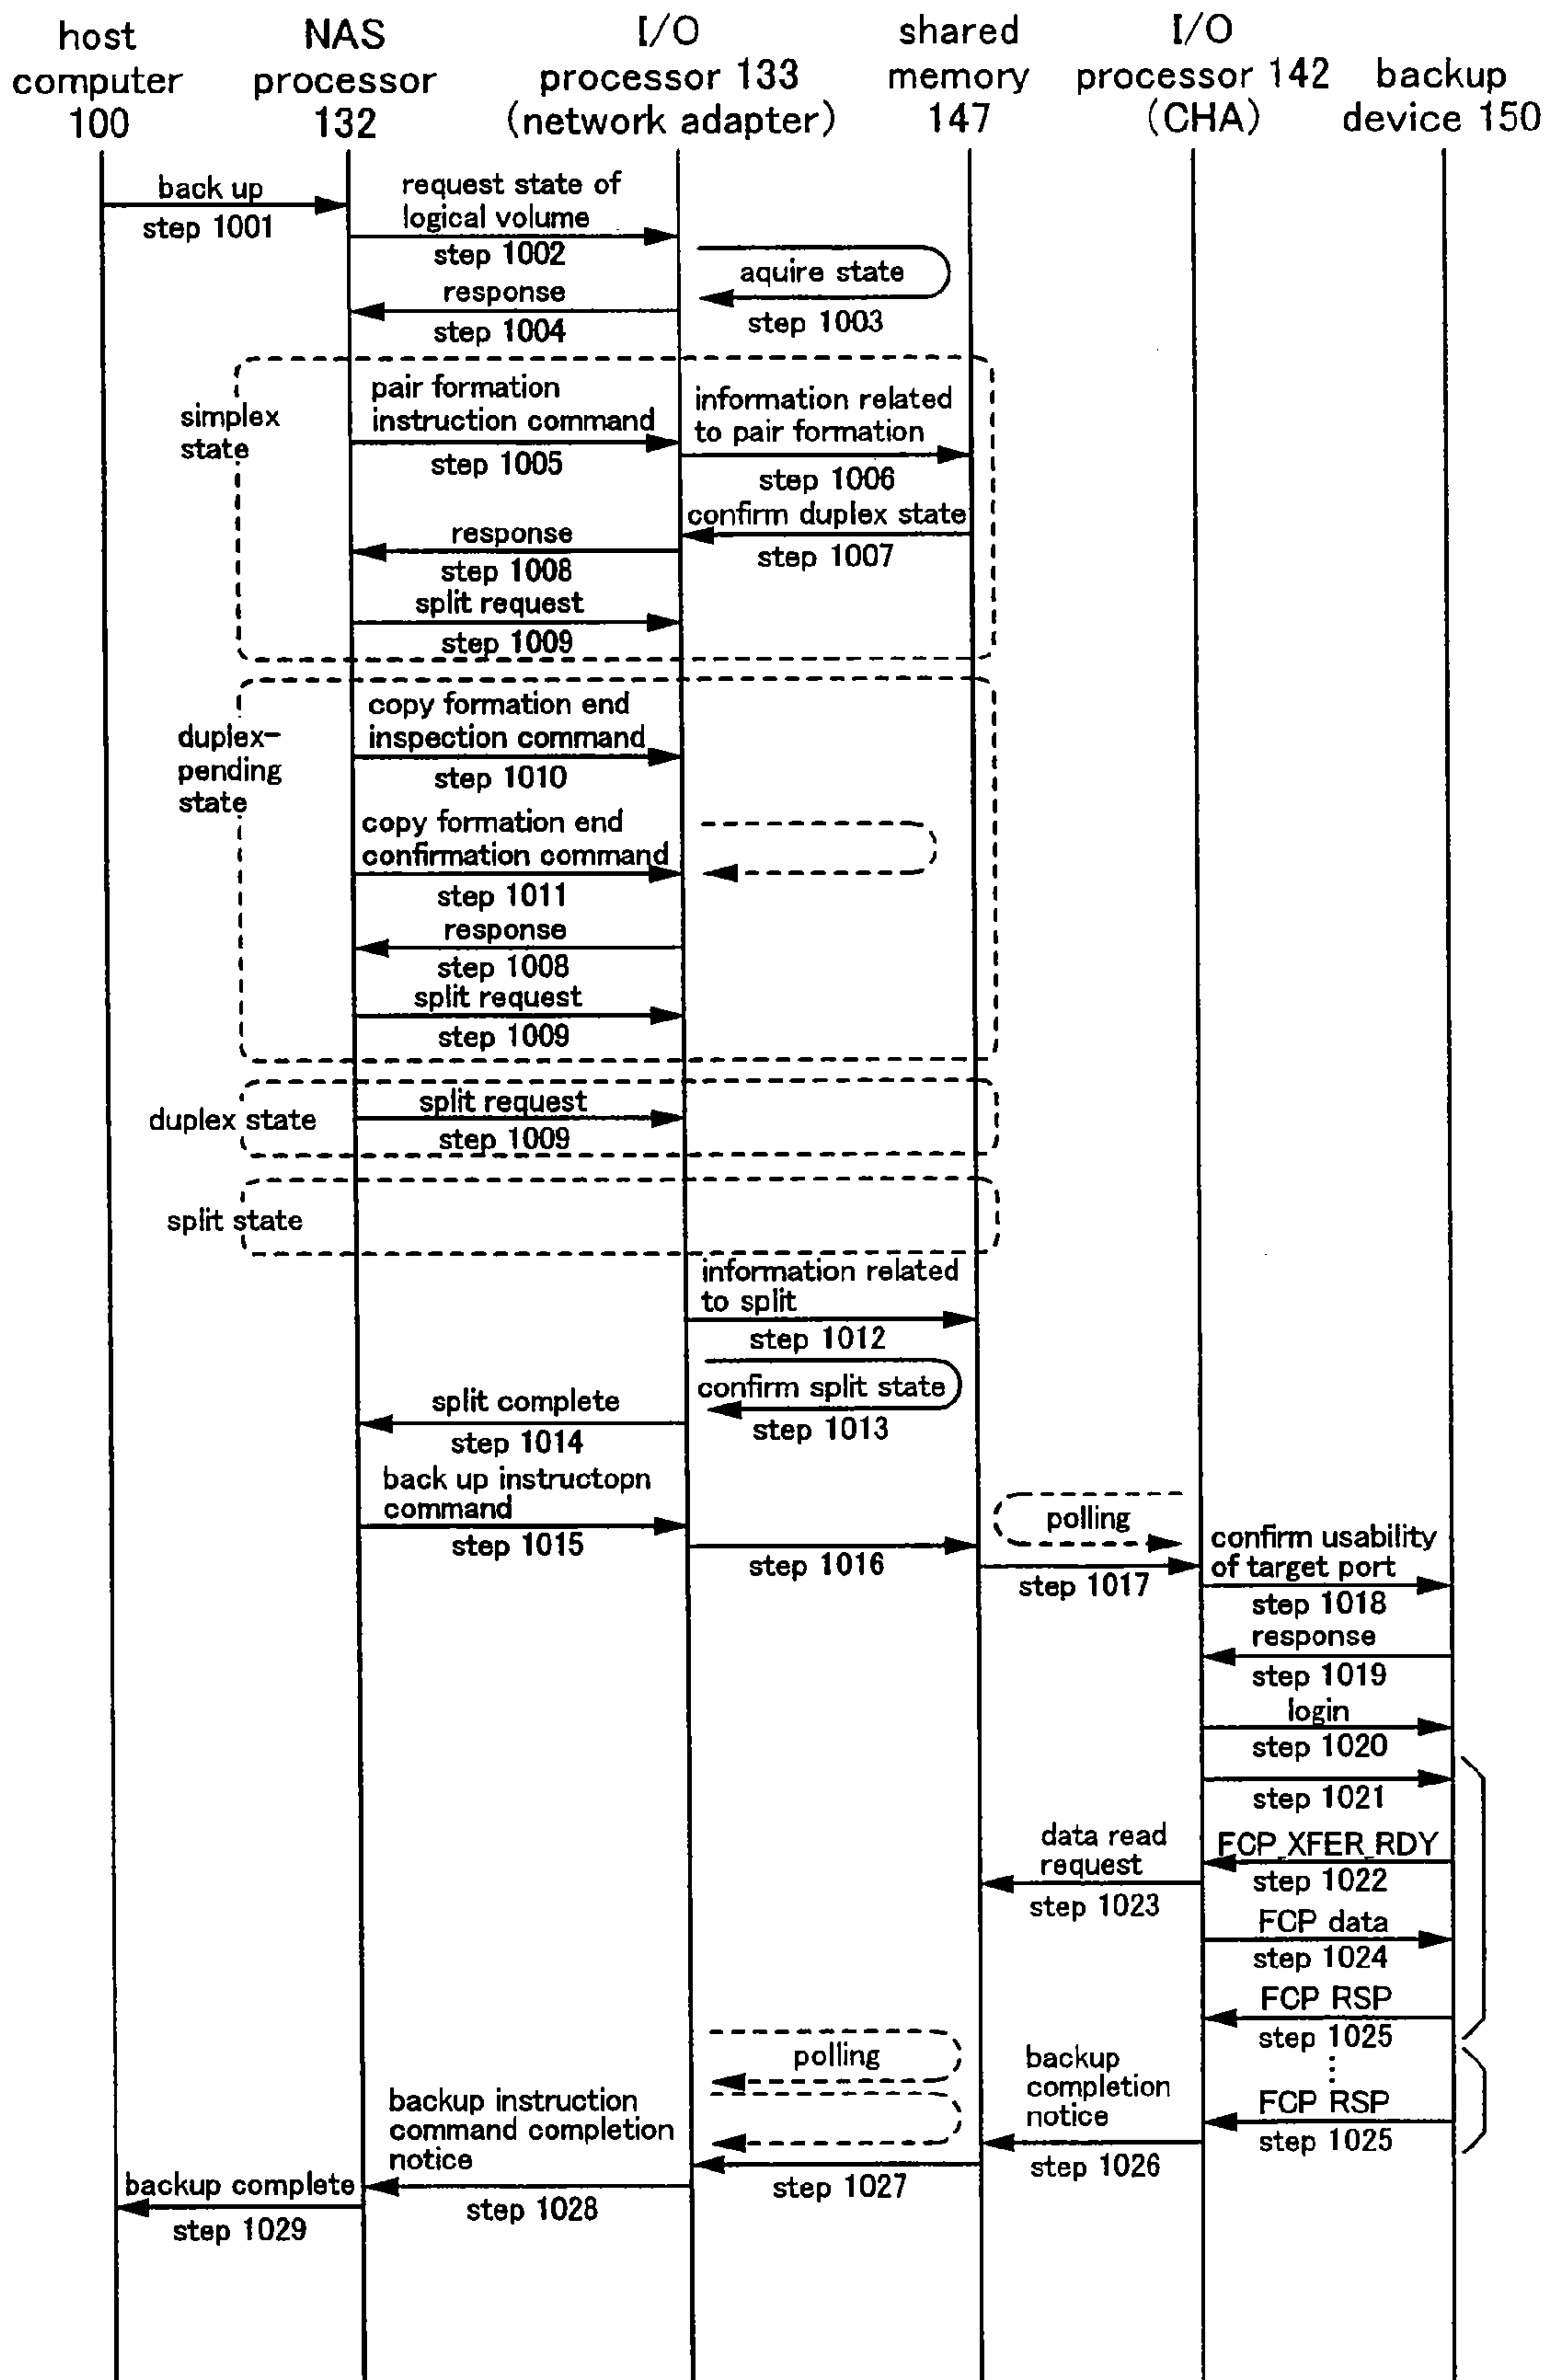 host
computer
100
NAS
processor
132
I/O
processor 133
(network adapter)
shared
memory
147
I/O
processor 142
(CHA)
backup
device 150
back up
step 1001
request state of
logical volume
step 1002
aquire state
step 1003
response
step 1004
simplex
state
pair formation
instruction command
step 1005
information related
to pair formation
step 1006
confirm duplex state
step 1007
response
step 1008
split request
step 1009
duplex-
pending
state
copy formation end
inspection command
step 1010
copy formation end
confirmation command
step 1011
response
step 1008
split request
step 1009
duplex state
split request
step 1009
split state
information related
to split
step 1012
confirm split state
step 1013
split complete
step 1014
back up instructopn
command
step 1015
step 1016
polling
step 1017
confirm usability
of target port
step 1018
response
step 1019
login
step 1020
step 1021
FCP_XFER_RDY
step 1022
data read
request
step 1023
FCP data
step 1024
FCP RSP
step 1025
polling
FCP RSP
step 1025
backup
completion
notice
step 1026
step 1027
backup instruction
command completion
notice
step 1028
backup complete
step 1029